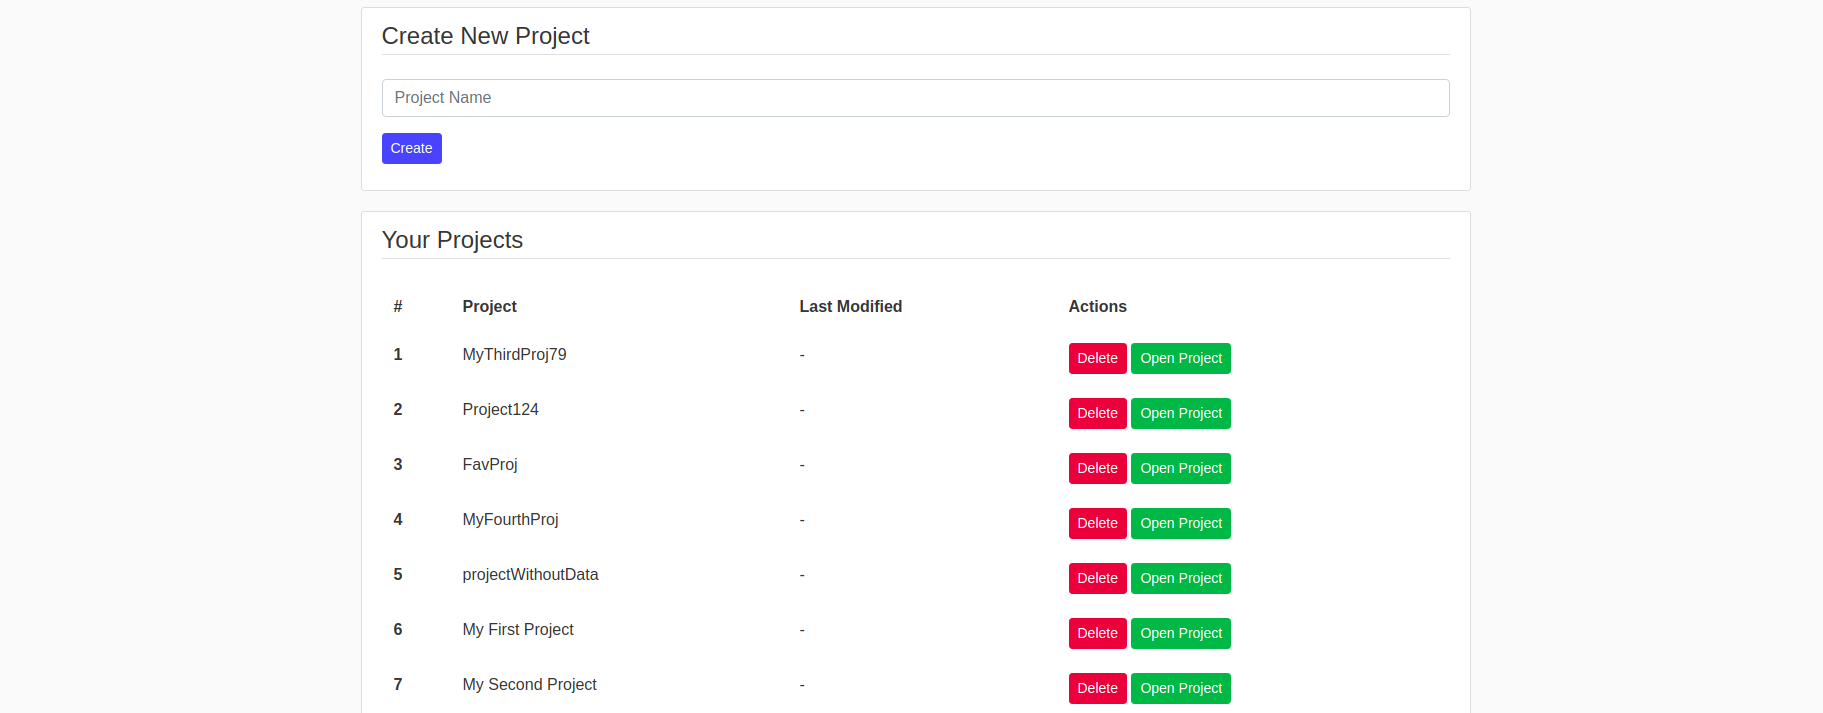 Create New Project
Project Name
Create
Your Projects
# Project Last Modified Actions
1 MyThirdProj79 - Delete Open Project
2 Project124 - Delete Open Project
3 FavProj - Delete Open Project
4 MyFourthProj - Delete Open Project
5 projectWithoutData - Delete Open Project
6 My First Project - Delete Open Project
7 My Second Project - Delete Open Project